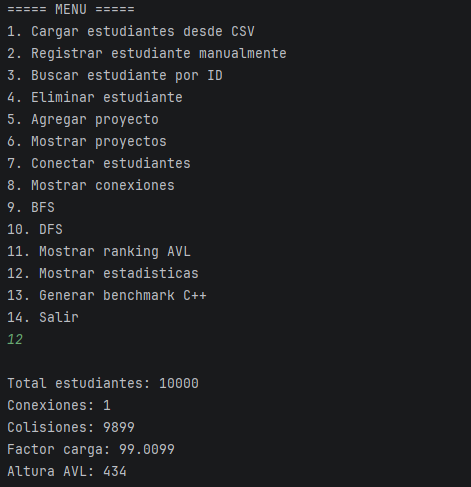 ===== MENU =====
1. Cargar estudiantes desde CSV
2. Registrar estudiante manualmente
3. Buscar estudiante por ID
4. Eliminar estudiante
5. Agregar proyecto
6. Mostrar proyectos
7. Conectar estudiantes
8. Mostrar conexiones
9. BFS
10. DFS
11. Mostrar ranking AVL
12. Mostrar estadisticas
13. Generar benchmark C++
14. Salir
12
Total estudiantes: 10000
Conexiones: 1
Colisiones: 9899
Factor carga: 99.0099
Altura AVL: 434